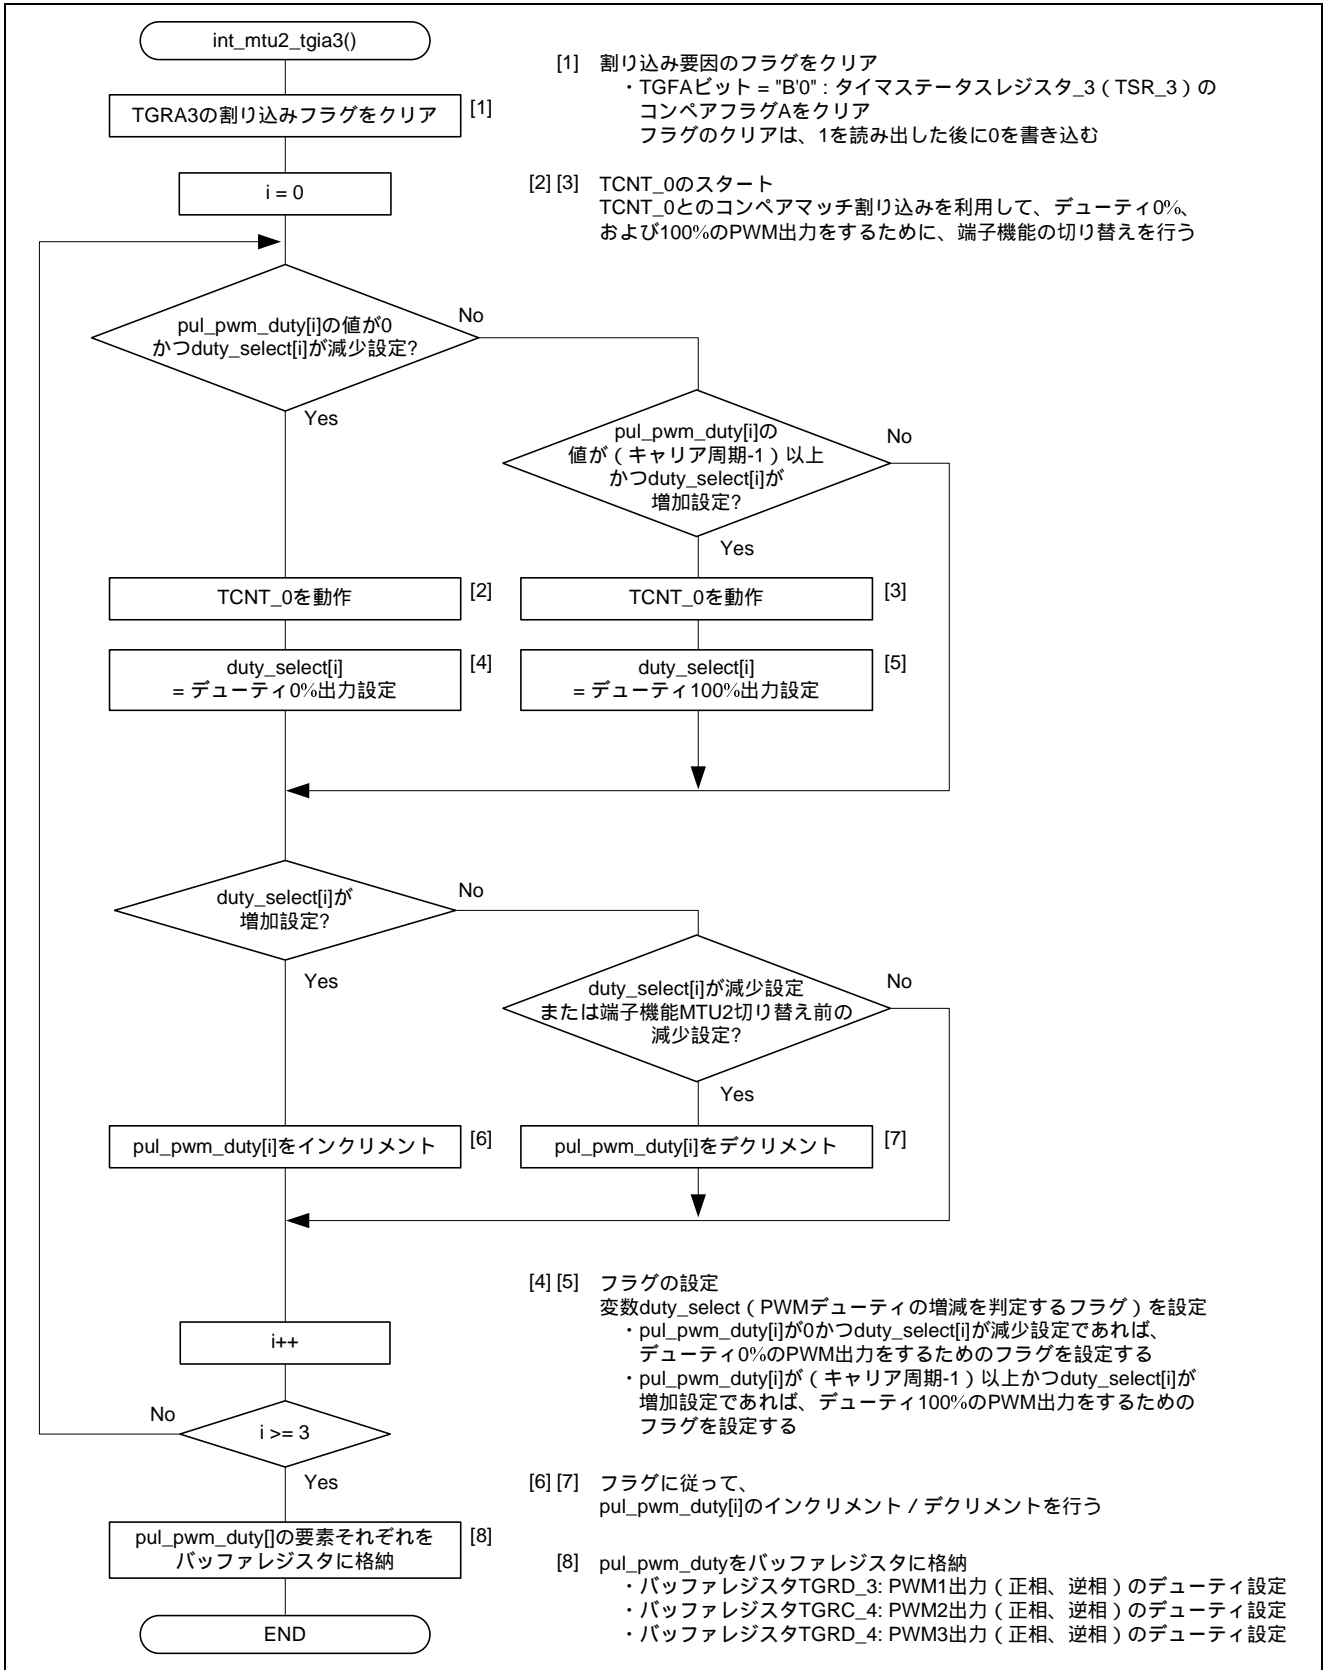 int_mtu2_tgia3()
TGRA3の割り込みフラグをクリア [1]
i = 0
[1] 割り込み要因のフラグをクリア
・TGFAビット = "B'0" : タイマステータスレジスタ_3（TSR_3）の
コンペアフラグAをクリア
フラグのクリアは、1を読み出した後に0を書き込む
[2] [3] TCNT_0のスタート
TCNT_0とのコンペアマッチ割り込みを利用して、デューティ0%、
および100%のPWM出力をするために、端子機能の切り替えを行う
pul_pwm_duty[i]の値が0
かつduty_select[i]が減少設定?
No
Yes
pul_pwm_duty[i]の
値が（キャリア周期-1）以上
かつduty_select[i]が
増加設定?
No
Yes
TCNT_0を動作 [2]
TCNT_0を動作 [3]
duty_select[i]
= デューティ0%出力設定
[4]
duty_select[i]
= デューティ100%出力設定
[5]
duty_select[i]が
増加設定?
No
Yes
duty_select[i]が減少設定
または端子機能MTU2切り替え前の
減少設定?
No
Yes
pul_pwm_duty[i]をインクリメント [6]
pul_pwm_duty[i]をデクリメント [7]
[4] [5] フラグの設定
変数duty_select（PWMデューティの増減を判定するフラグ）を設定
・pul_pwm_duty[i]が0かつduty_select[i]が減少設定であれば、
デューティ0%のPWM出力をするためのフラグを設定する
・pul_pwm_duty[i]が（キャリア周期-1）以上かつduty_select[i]が
増加設定であれば、デューティ100%のPWM出力をするための
フラグを設定する
i++
No
i >= 3
Yes
[6] [7] フラグに従って、
pul_pwm_duty[i]のインクリメント / デクリメントを行う
pul_pwm_duty[]の要素それぞれを
バッファレジスタに格納
[8]
END
[8] pul_pwm_dutyをバッファレジスタに格納
・バッファレジスタTGRD_3: PWM1出力（正相、逆相）のデューティ設定
・バッファレジスタTGRC_4: PWM2出力（正相、逆相）のデューティ設定
・バッファレジスタTGRD_4: PWM3出力（正相、逆相）のデューティ設定